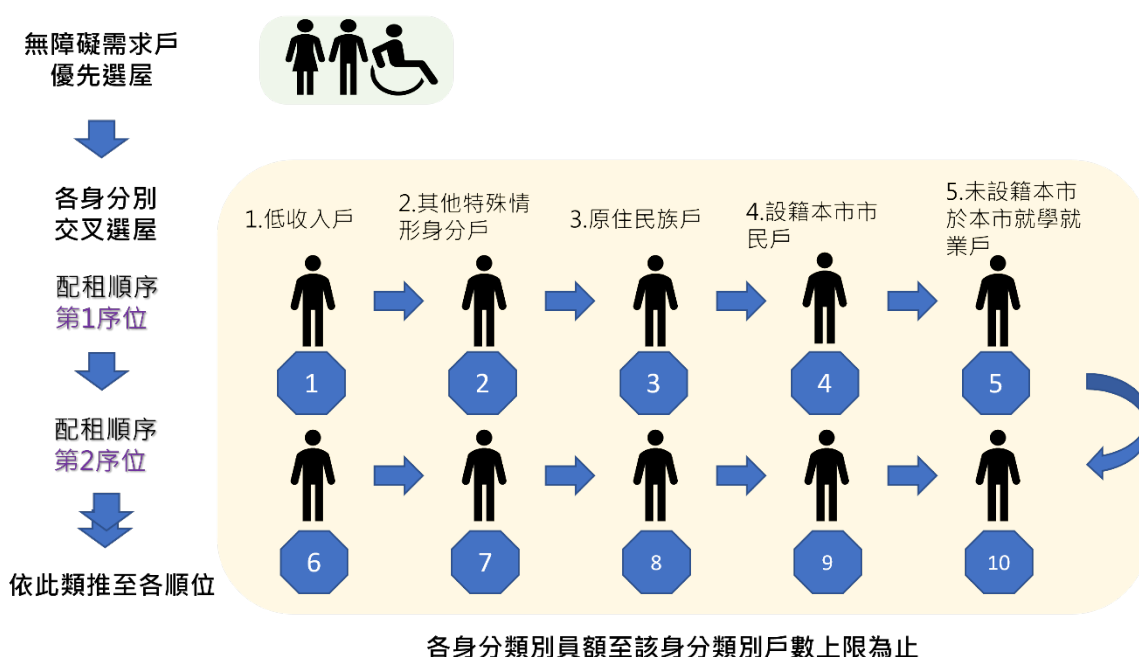 無障礙需求戶
優先選屋
各身分別
交叉選屋
1.低收入戶
2.其他特殊情
形身分戶
3.原住民族戶
4.設籍本市市
民戶
5.未設籍本市
於本市就學就
業戶
配租順序
第1序位
1
2
3
4
5
配租順序
第2序位
6
7
8
9
10
依此類推至各順位
各身分類別員額至該身分類別戶數上限為止